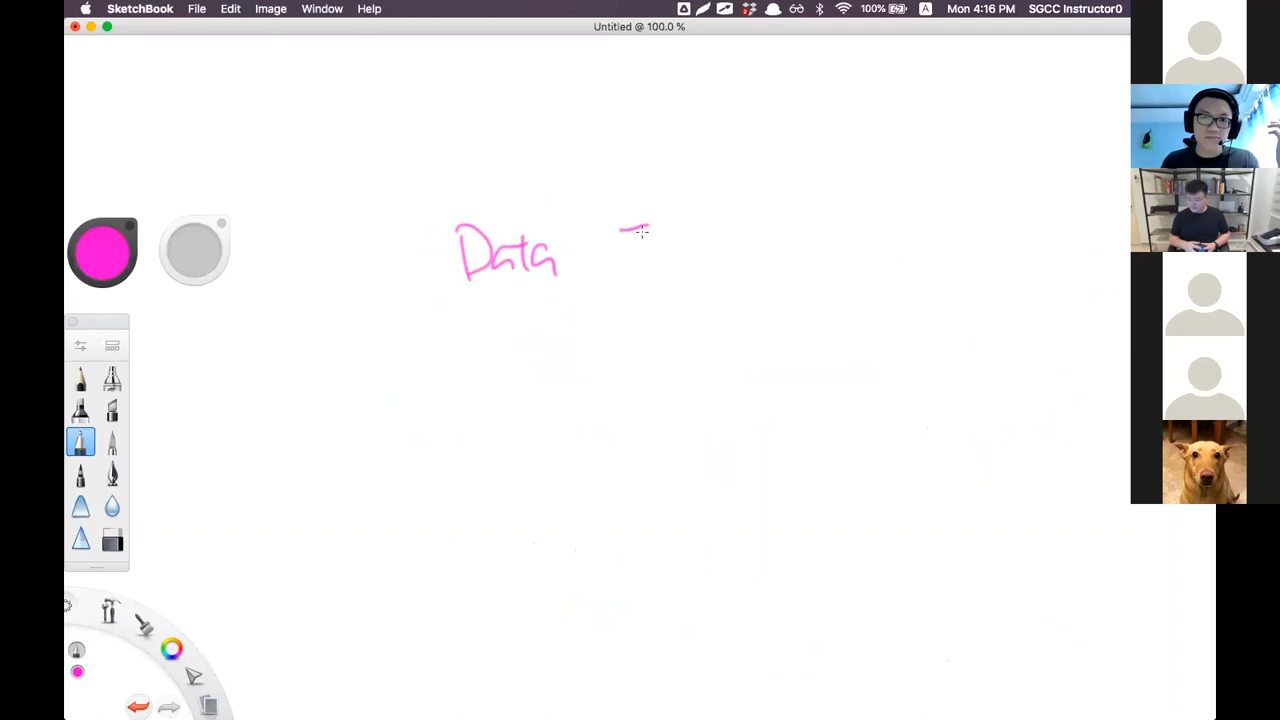 SketchBook File Edit Image Window Help 100% A Mon 4:16 PM SGCC Instructor0
Untitled @ 100.0 %
Data